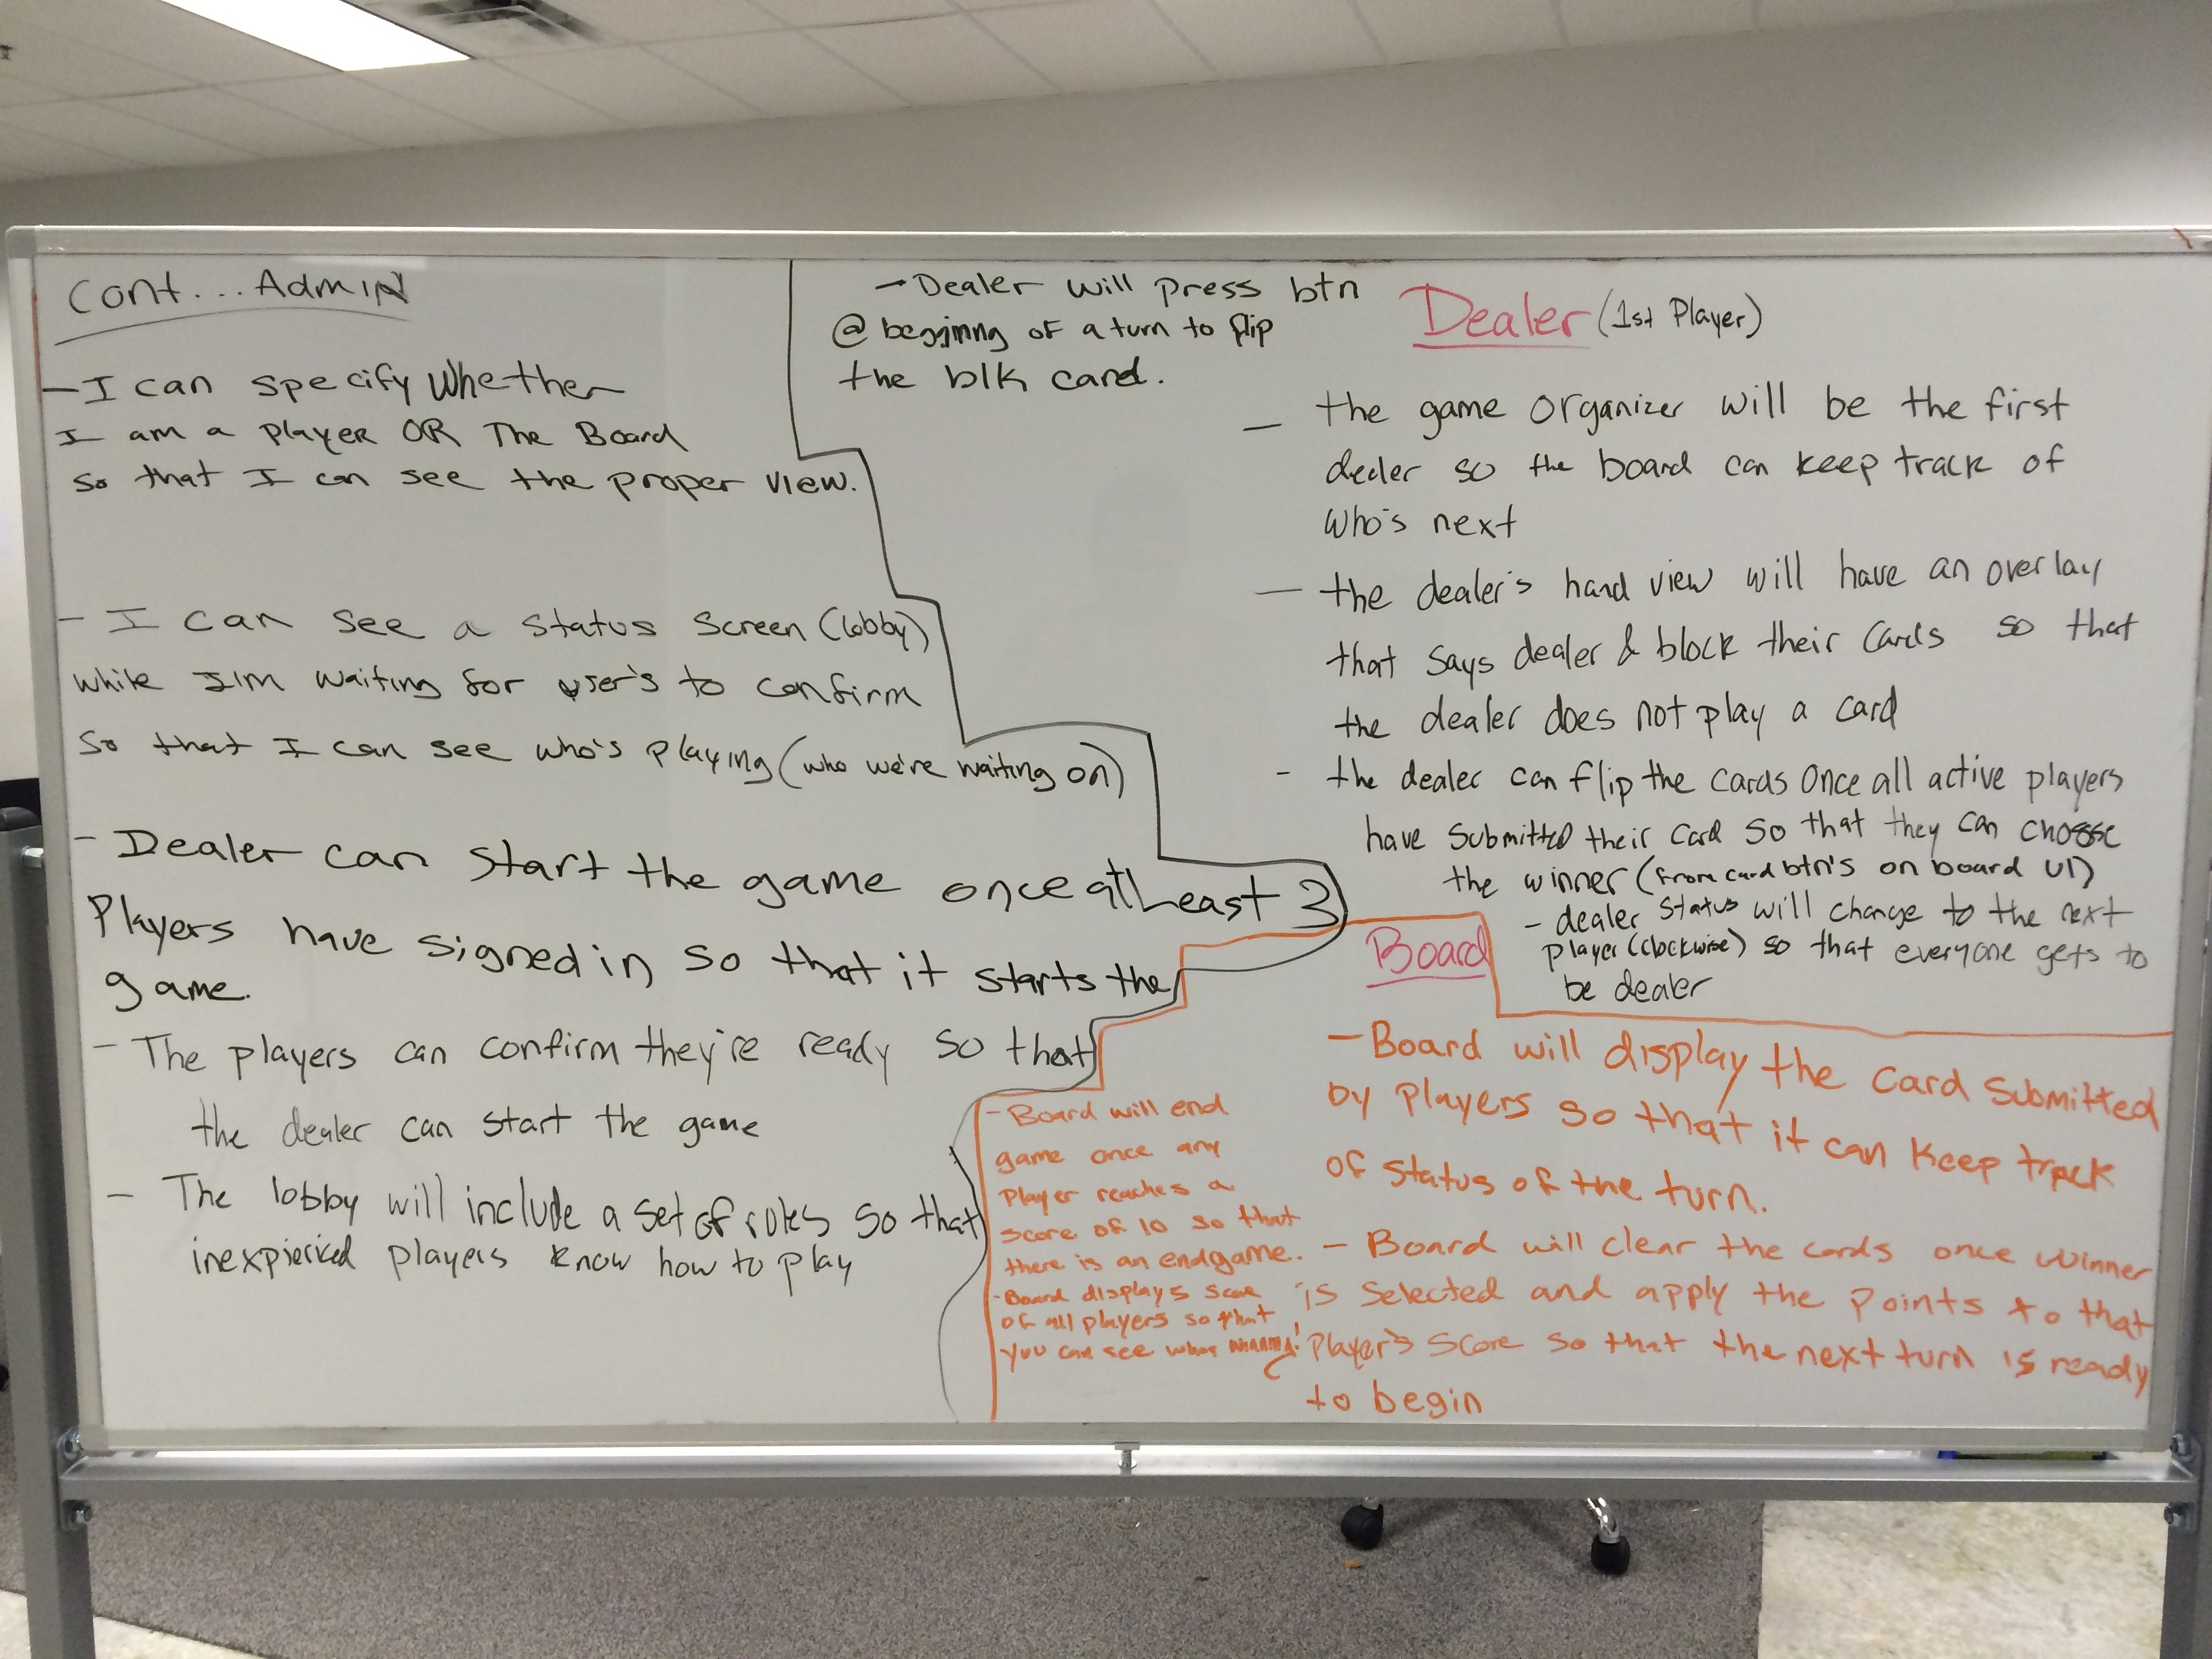 Cont... Admin
- I can specify Whether
I am a player OR The Board
so that I can see the proper view.
- I can see a status screen (lobby)
while I'm waiting for user's to confirm
so that I can see who's playing (who we're waiting on)
- Dealer can start the game once at Least 3
Players have signed in so that it starts the
game.
- The players can confirm they're ready so that
the dealer can start the game
- The lobby will include a set of rules so that
inexpierced players know how to play
- Dealer will press btn
@ beginning of a turn to flip
the blk card.
Dealer (1st Player)
- the game organizer will be the first
dealer so the board can keep track of
who's next
- the dealer's hand view will have an overlay
that says dealer & block their cards so that
the dealer does not play a card
- the dealer can flip the cards once all active players
have submitted their card so that they can choose
the winner (from card btn's on board UI)
- dealer status will change to the next
player (clockwise) so that everyone gets to
be dealer
Board
- Board will display the card submitted
by players so that it can keep track
of status of the turn.
- Board will clear the cards once winner
is selected and apply the points to that
Player's score so that the next turn is ready
to begin
- Board will end
game once any
Player reaches a
score of 10 so that
there is an endgame.
- Board displays score
of all players so that
you can see whos winning!